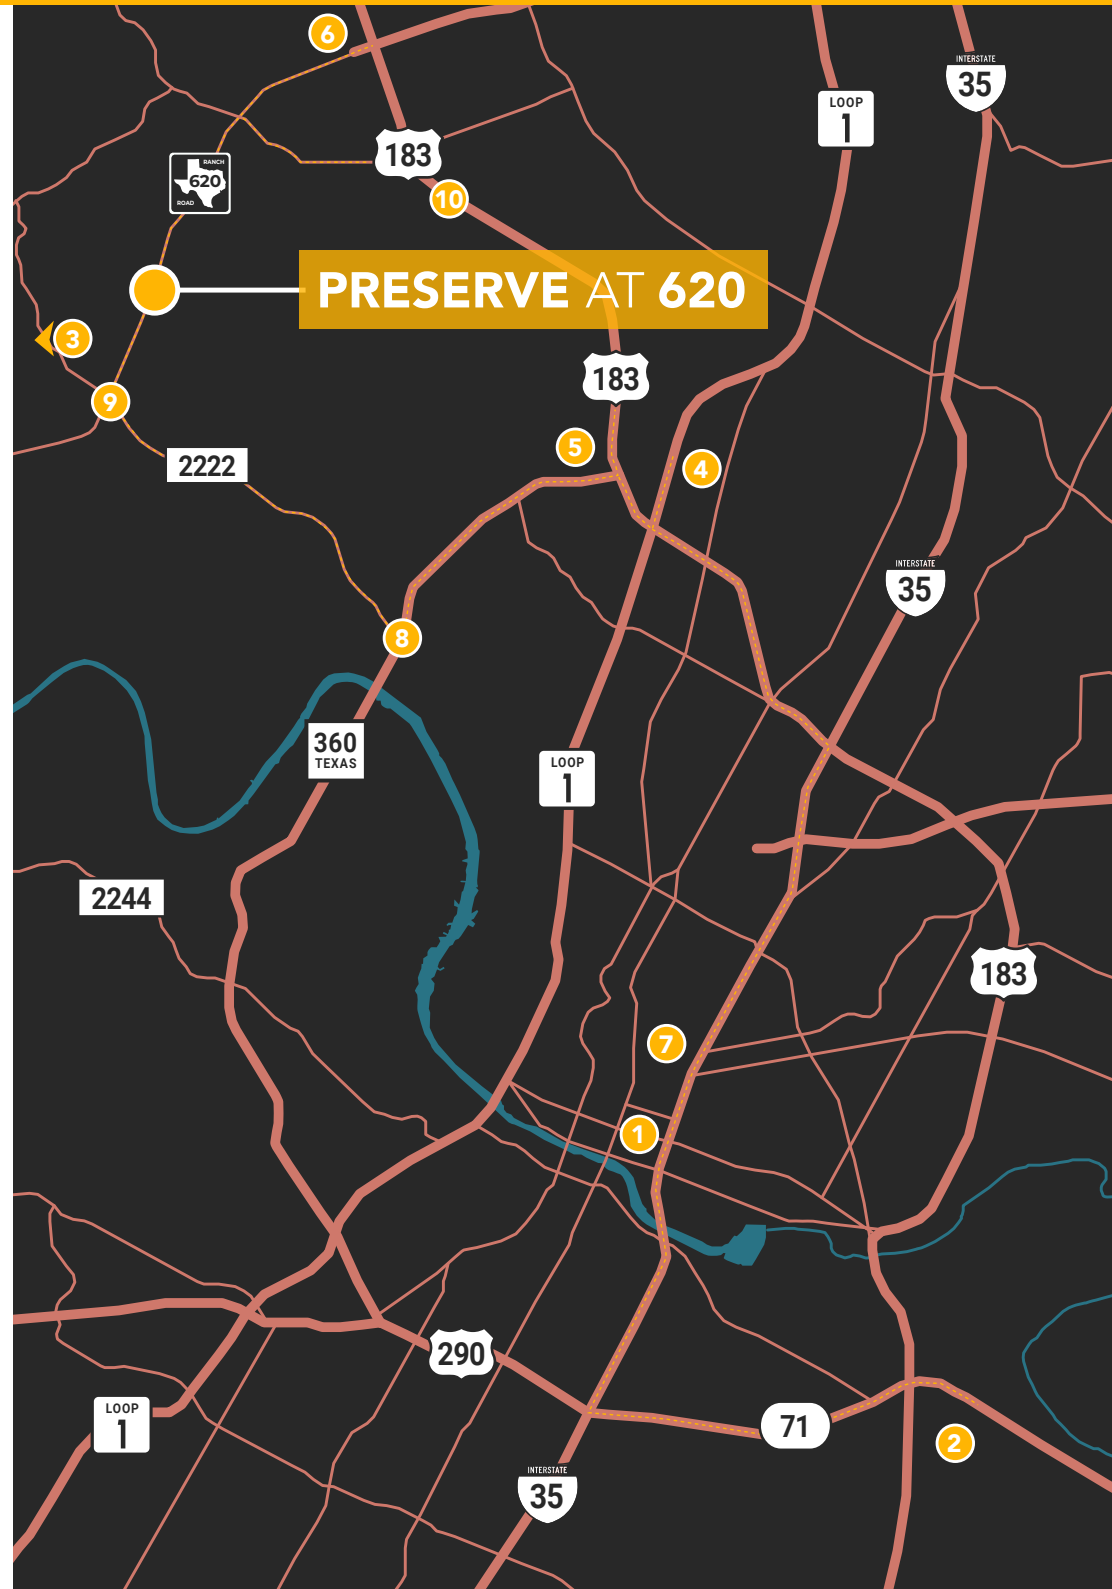 6
INTERSTATE
35
LOOP
1
183
RANCH
620
ROAD
10
PRESERVE AT 620
3
183
9
5
2222
4
INTERSTATE
35
8
360
TEXAS
LOOP
1
2244
183
7
1
290
LOOP
1
71
2
INTERSTATE
35